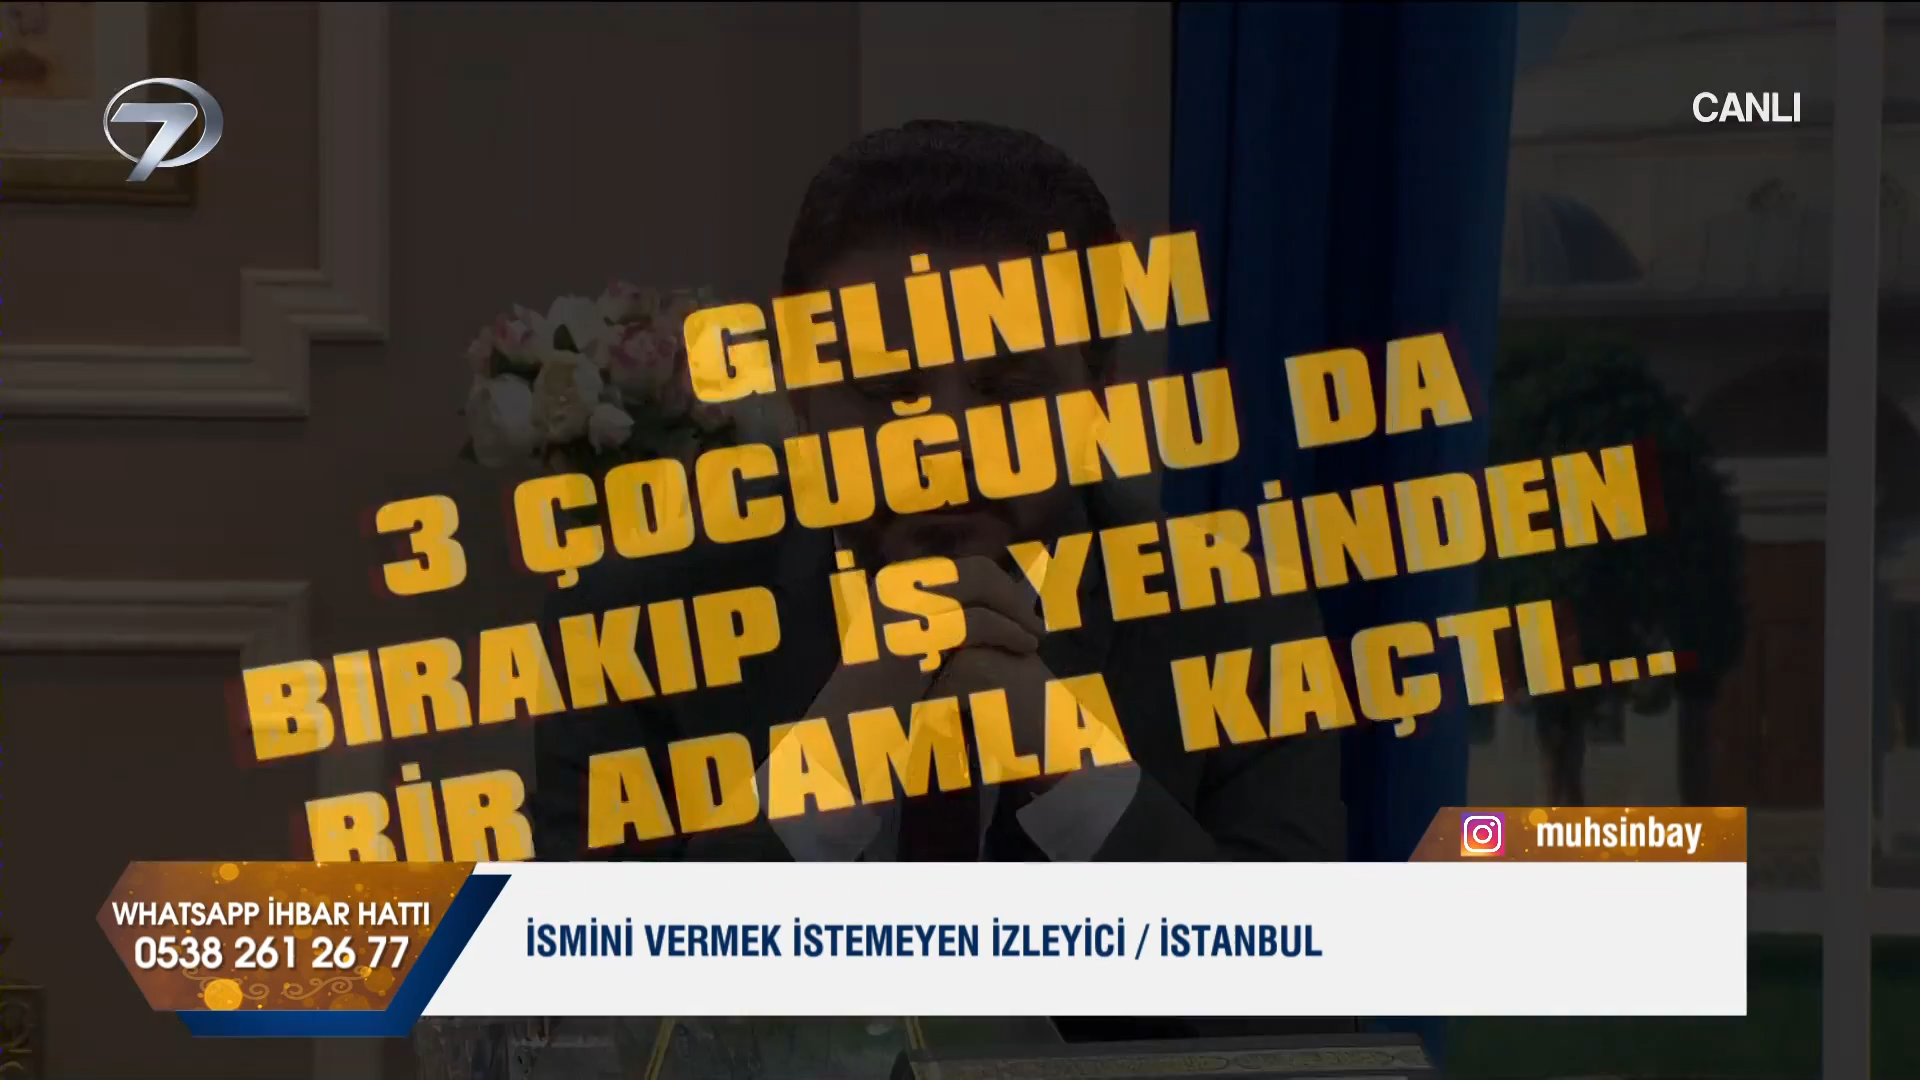 7
CANLI
GELİNİM
3 ÇOCUĞUNU DA
BIRAKIP İŞ YERİNDEN
BİR ADAMLA KAÇTI...
muhsinbay
WHATSAPP İHBAR HATTI
0538 261 26 77
İSMİNİ VERMEK İSTEMEYEN İZLEYİCİ / İSTANBUL